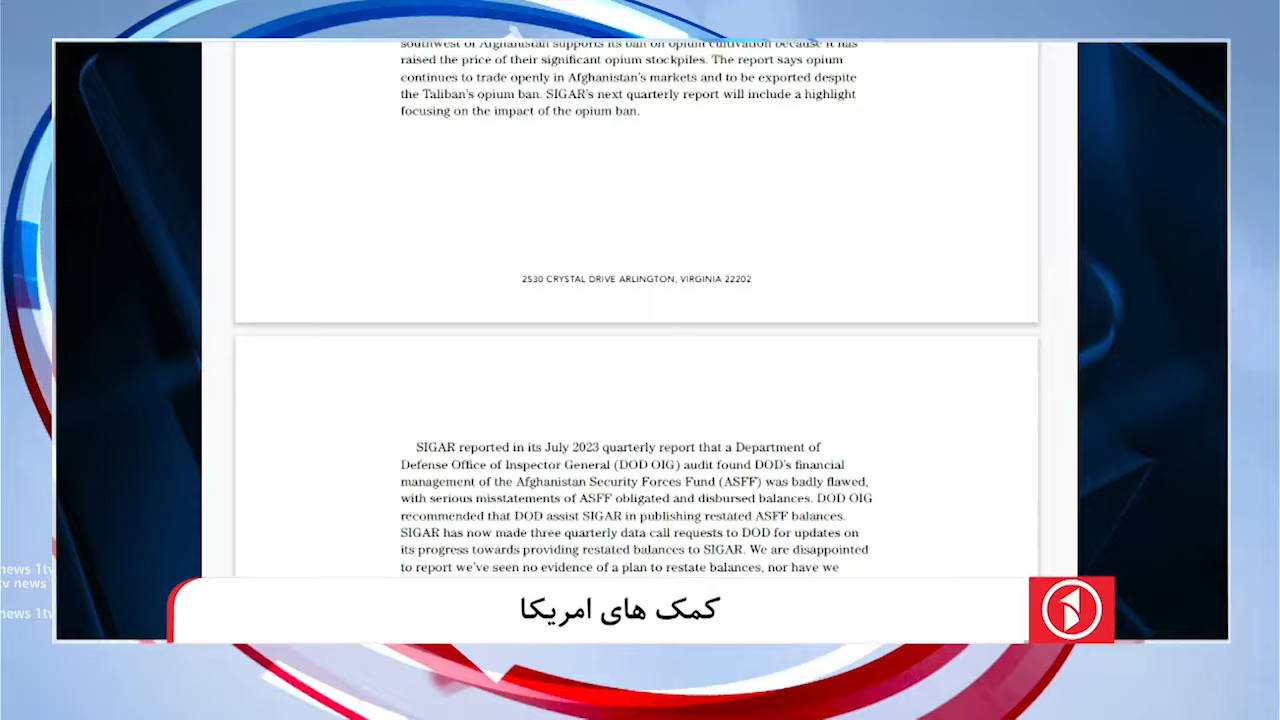 southwest of Afghanistan supports its ban on opium cultivation because it has
raised the price of their significant opium stockpiles. The report says opium
continues to trade openly in Afghanistan's markets and to be exported despite
the Taliban's opium ban. SIGAR's next quarterly report will include a highlight
focusing on the impact of the opium ban.
2530 CRYSTAL DRIVE ARLINGTON, VIRGINIA 22202
SIGAR reported in its July 2023 quarterly report that a Department of
Defense Office of Inspector General (DOD OIG) audit found DOD's financial
management of the Afghanistan Security Forces Fund (ASFF) was badly flawed,
with serious misstatements of ASFF obligated and disbursed balances. DOD OIG
recommended that DOD assist SIGAR in publishing restated ASFF balances.
SIGAR has now made three quarterly data call requests to DOD for updates on
its progress towards providing restated balances to SIGAR. We are disappointed
to report we've seen no evidence of a plan to restate balances, nor have we
news 1tv
tv news
news 1tv
کمک های امریکا